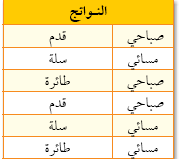 النواتج
صباحي قدم
مسائي سلة
صباحي طائرة
صباحي قدم
مسائي سلة
مسائي طائرة